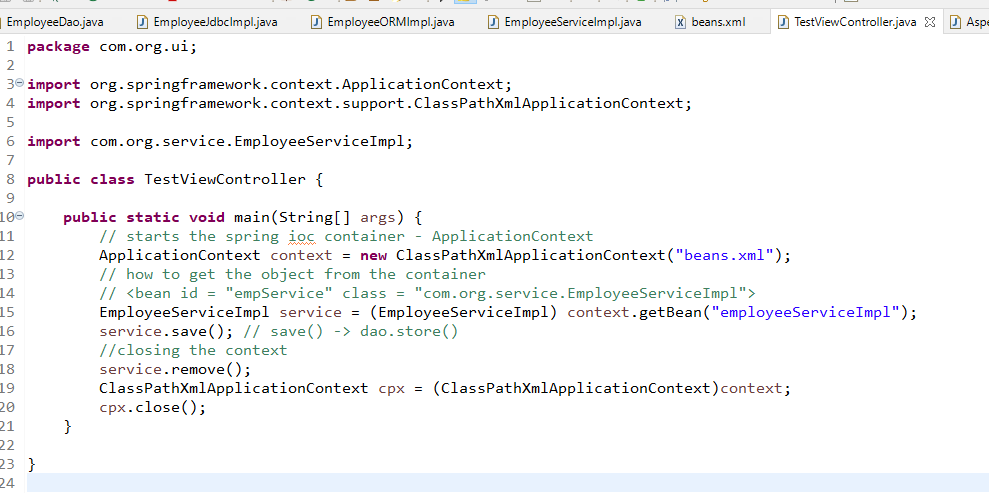 EmployeeDao.java EmployeeJdbcImpl.java EmployeeORMImpl.java EmployeeServiceImpl.java beans.xml TestViewController.java Aspe
1 package com.org.ui;
2
3 import org.springframework.context.ApplicationContext;
4 import org.springframework.context.support.ClassPathXmlApplicationContext;
5
6 import com.org.service.EmployeeServiceImpl;
7
8 public class TestViewController {
9
10 public static void main(String[] args) {
11 // starts the spring ioc container - ApplicationContext
12 ApplicationContext context = new ClassPathXmlApplicationContext("beans.xml");
13 // how to get the object from the container
14 // <bean id = "empService" class = "com.org.service.EmployeeServiceImpl">
15 EmployeeServiceImpl service = (EmployeeServiceImpl) context.getBean("employeeServiceImpl");
16 service.save(); // save() -> dao.store()
17 //closing the context
18 service.remove();
19 ClassPathXmlApplicationContext cpx = (ClassPathXmlApplicationContext)context;
20 cpx.close();
21 }
22
23 }
24